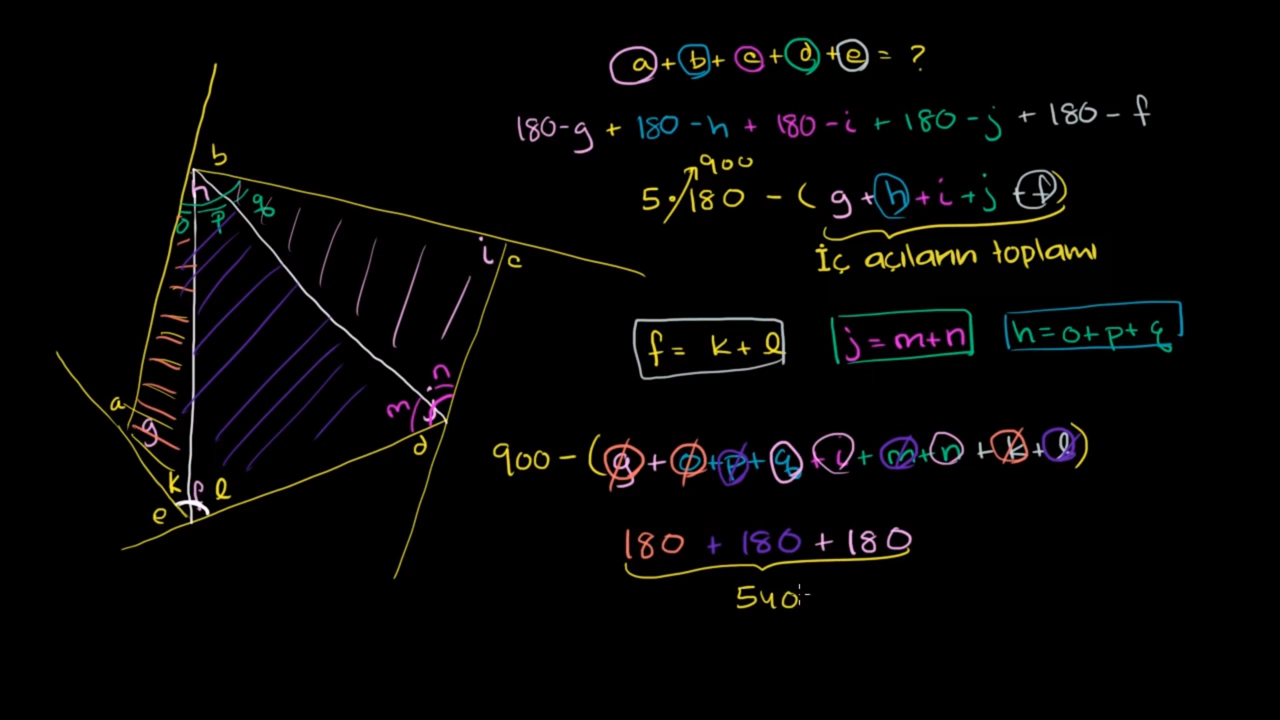 a + b + c + d + e = ?
180-g + 180-h + 180-i + 180-j + 180-f
900
5.180 - ( g+h+i+j+f)
İç açıların toplamı
f = k+l
j = m+n
h = o+p+q
900-(g+o+p+q+i+m+n+k+l)
180 + 180 + 180
540
b
h
o p q
i c
n
m j
d
a
g
k f l
e